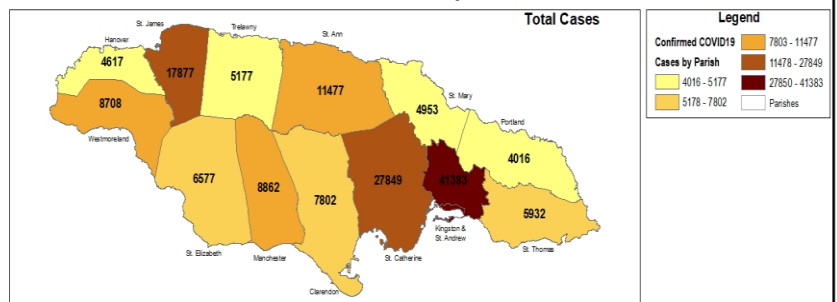 Total Cases
St. James
Trelawny
St. Ann
Hanover
4617
17877
5177
11477
8708
4953
St. Mary
Portland
Westmoreland
4016
6577
8862
7802
27849
41383
5932
Kingston &
St. Andrew
St. Elizabeth
Manchester
St. Catherine
St. Thomas
Clarendon
Legend
Confirmed COVID19
Cases by Parish
4016 - 5177
5178 - 7802
7803 - 11477
11478 - 27849
27850 - 41383
Parishes